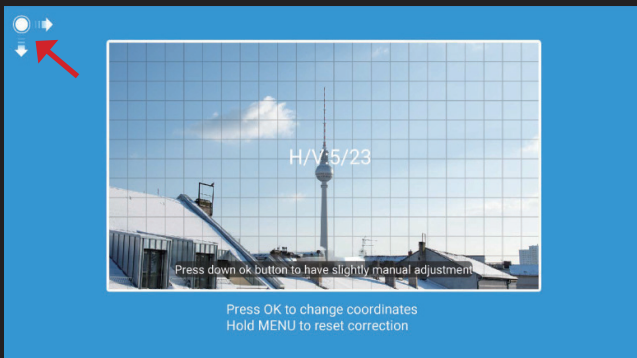 H/V:5/23
Press down ok button to have slightly manual adjustment
Press OK to change coordinates
Hold MENU to reset correction